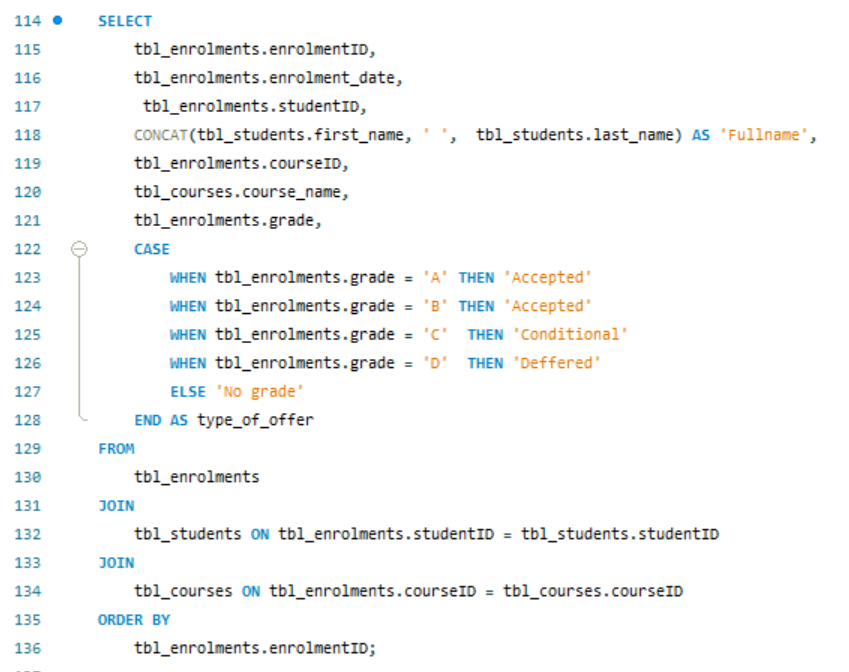 114 SELECT
115 tbl_enrolments.enrolmentID,
116 tbl_enrolments.enrolment_date,
117 tbl_enrolments.studentID,
118 CONCAT(tbl_students.first_name, ' ', tbl_students.last_name) AS 'Fullname',
119 tbl_enrolments.courseID,
120 tbl_courses.course_name,
121 tbl_enrolments.grade,
122 CASE
123 WHEN tbl_enrolments.grade = 'A' THEN 'Accepted'
124 WHEN tbl_enrolments.grade = 'B' THEN 'Accepted'
125 WHEN tbl_enrolments.grade = 'C' THEN 'Conditional'
126 WHEN tbl_enrolments.grade = 'D' THEN 'Deffered'
127 ELSE 'No grade'
128 END AS type_of_offer
129 FROM
130 tbl_enrolments
131 JOIN
132 tbl_students ON tbl_enrolments.studentID = tbl_students.studentID
133 JOIN
134 tbl_courses ON tbl_enrolments.courseID = tbl_courses.courseID
135 ORDER BY
136 tbl_enrolments.enrolmentID;